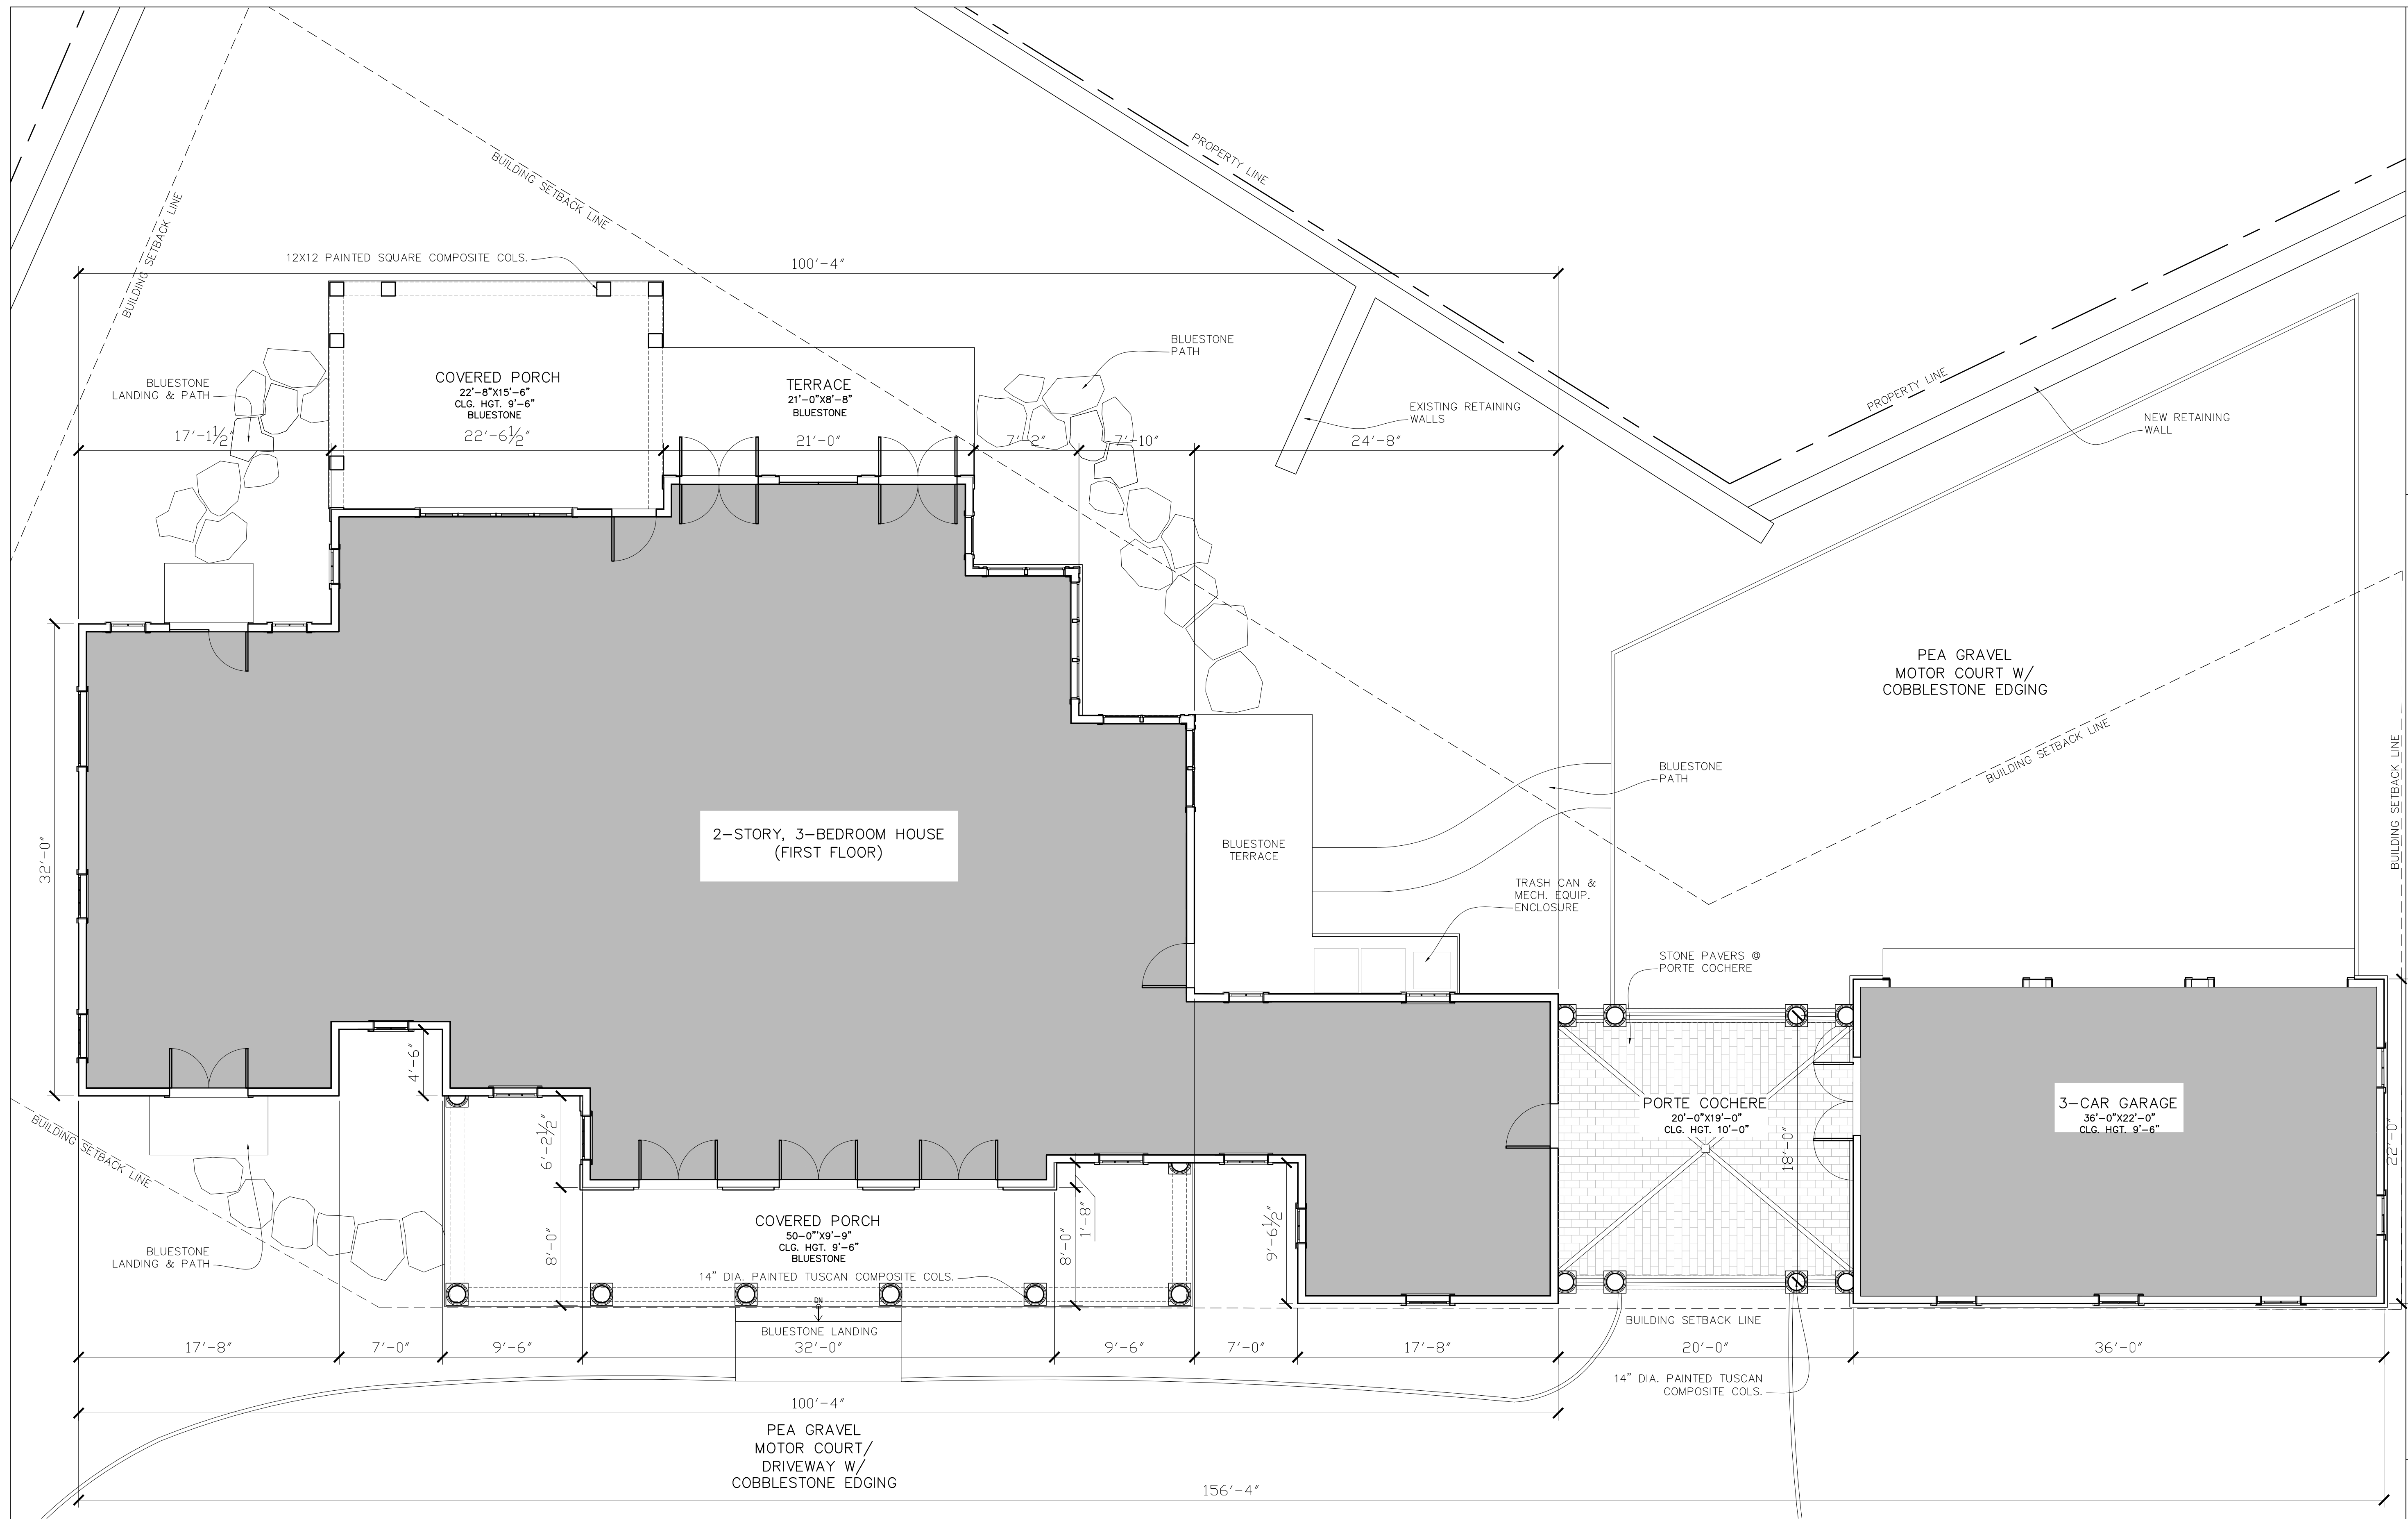 PROPERTY LINE
BUILDING SETBACK LINE
BUILDING SETBACK LINE
12X12 PAINTED SQUARE COMPOSITE COLS.
100'-4"
BLUESTONE
PATH
COVERED PORCH
22'-8"X15'-6"
CLG. HGT. 9'-6"
BLUESTONE
TERRACE
21'-0"X8'-8"
BLUESTONE
BLUESTONE
LANDING & PATH
EXISTING RETAINING
WALLS
PROPERTY LINE
NEW RETAINING
WALL
17'-1½"
22'-6½"
21'-0"
7'-2"
7'-10"
24'-8"
PEA GRAVEL
MOTOR COURT W/
COBBLESTONE EDGING
BUILDING SETBACK LINE
BUILDING SETBACK LINE
BLUESTONE
PATH
2-STORY, 3-BEDROOM HOUSE
(FIRST FLOOR)
32'-0"
BLUESTONE
TERRACE
TRASH CAN &
MECH. EQUIP.
ENCLOSURE
STONE PAVERS @
PORTE COCHERE
4'-6"
PORTE COCHERE
20'-0"X19'-0"
CLG. HGT. 10'-0"
18'-0"
3-CAR GARAGE
36'-0"X22'-0"
CLG. HGT. 9'-6"
22'-0"
BUILDING SETBACK LINE
6'-2½"
8'-0"
COVERED PORCH
50-0"'X9'-9"
CLG. HGT. 9'-6"
BLUESTONE
14" DIA. PAINTED TUSCAN COMPOSITE COLS.
8'-0"
1'-8"
9'-6½"
BLUESTONE
LANDING & PATH
DN
BLUESTONE LANDING
BUILDING SETBACK LINE
17'-8"
7'-0"
9'-6"
32'-0"
9'-6"
7'-0"
17'-8"
20'-0"
36'-0"
14" DIA. PAINTED TUSCAN
COMPOSITE COLS.
100'-4"
PEA GRAVEL
MOTOR COURT/
DRIVEWAY W/
COBBLESTONE EDGING
156'-4"